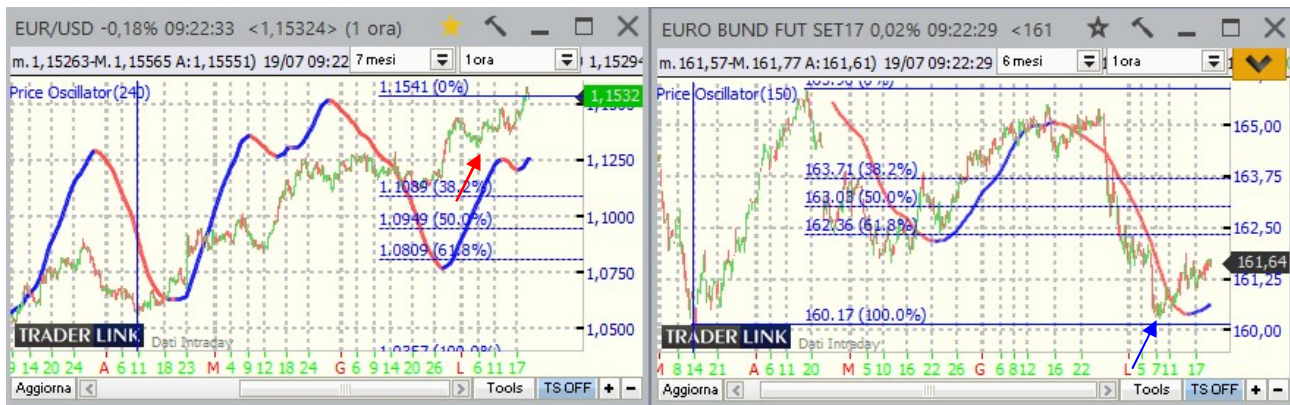 EUR/USD -0,18% 09:22:33 <1,15324> (1 ora)
m. 1,15263-M. 1,15565 A:1,15551) 19/07 09:22
7 mesi
1ora
1,15294
Price Oscillator(240)
1,1541 (0%)
1,1532
1,1250
1,1089 (38.2%)
1,1000
1,0949 (50.0%)
1,0809 (61.8%)
1,0750
1,0500
TRADER LINK
Dati Intraday
9 14 20 24 A 6 11 18 23 M 4 9 12 18 24 G 6 9 14 20 26 L 6 11 17
Aggiorna
Tools
TS OFF
+
-
EURO BUND FUT SET17 0,02% 09:22:29 <161
m. 161,57-M. 161,77 A:161,61) 19/07 09:22:29
6 mesi
1ora
Price Oscillator(150)
165,00
163.71 (38.2%)
163,75
163.03 (50.0%)
162.36 (61.8%)
162,50
161,64
161,25
160.17 (100.0%)
160,00
TRADER LINK
Dati Intraday
M 8 14 21 A 6 11 20 M 5 10 16 22 26 G 6 8 12 16 22 L 5 7 11 17
Aggiorna
Tools
TS OFF
+
-